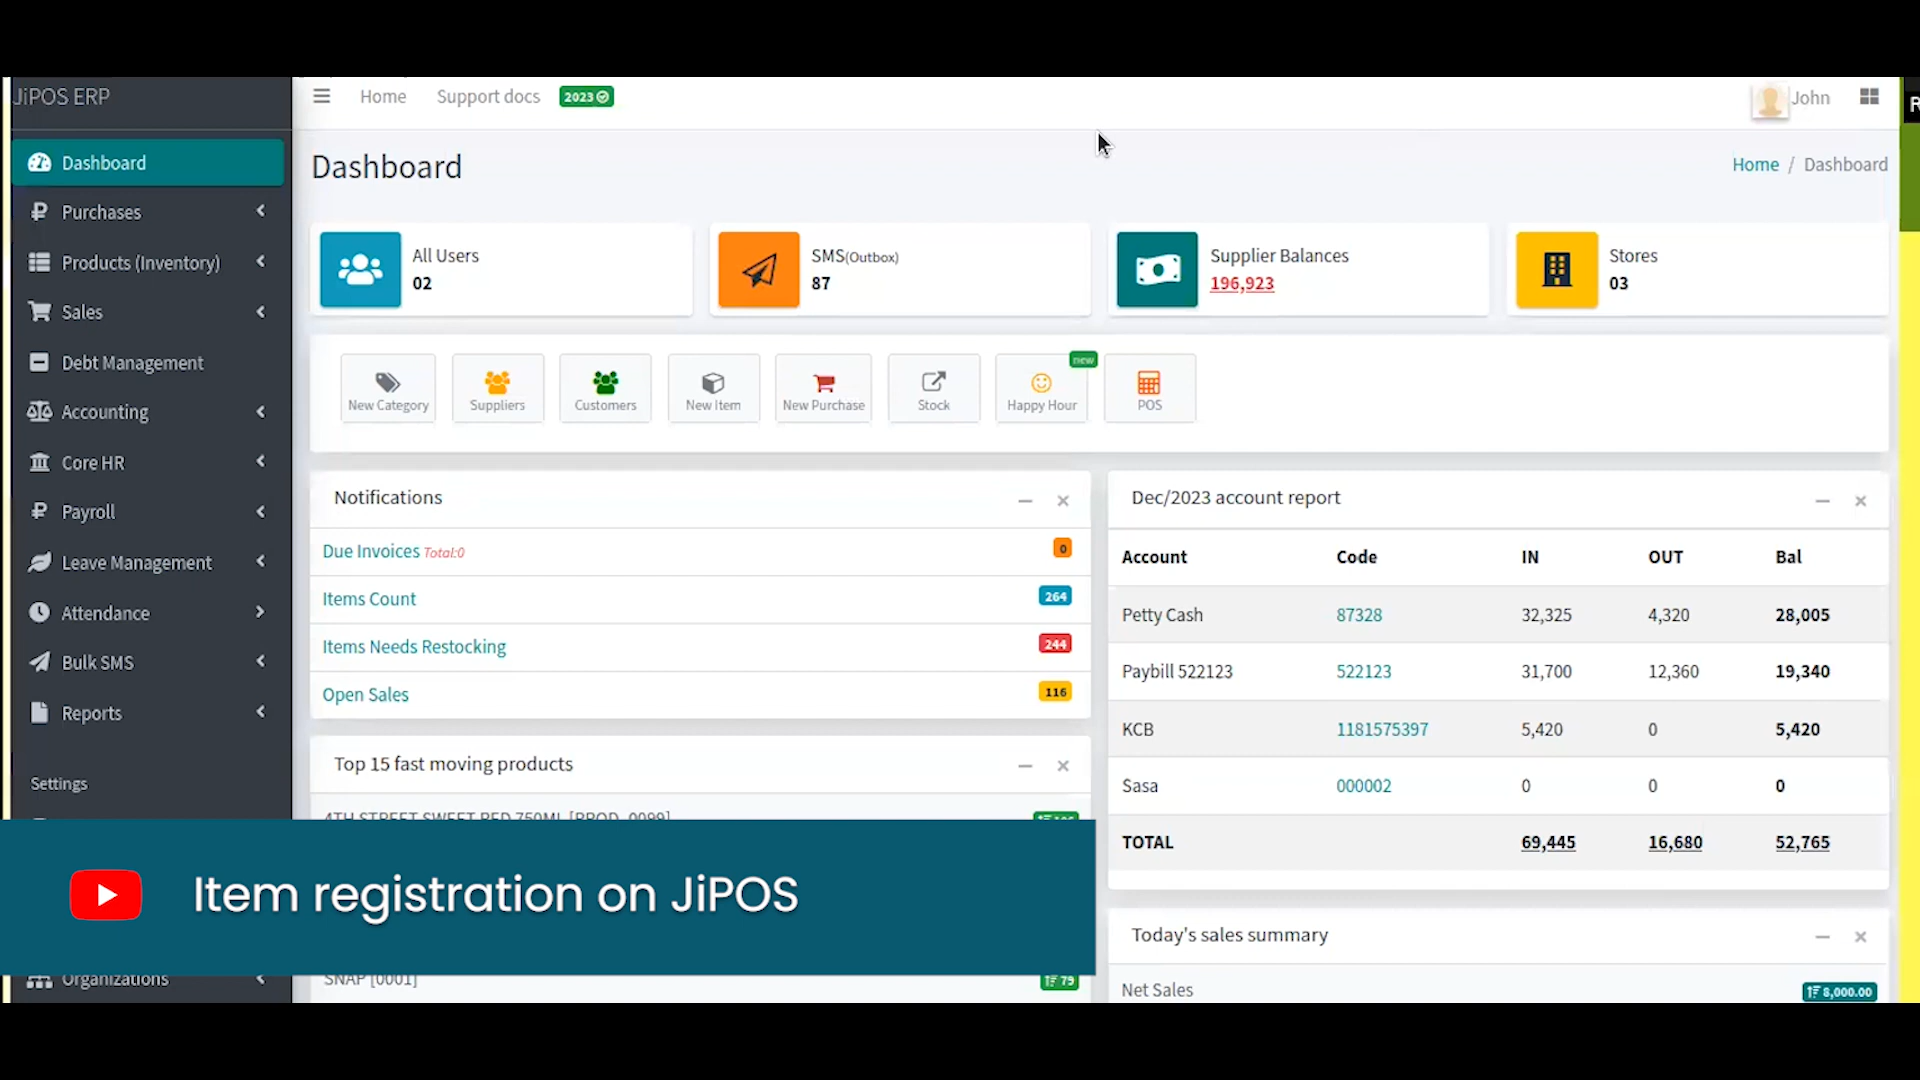 JiPOS ERP
Home
Support docs
2023
John
R
Dashboard
Purchases
Products (Inventory)
Sales
Debt Management
Accounting
Core HR
Payroll
Leave Management
Attendance
Bulk SMS
Reports
Settings
Organizations
Dashboard
Home / Dashboard
All Users
02
SMS(Outbox)
87
Supplier Balances
196,923
Stores
03
New Category
Suppliers
Customers
New Item
New Purchase
Stock
Happy Hour
new
POS
Notifications
Due Invoices Total:0
0
Items Count
264
Items Needs Restocking
244
Open Sales
116
Top 15 fast moving products
4TH STREET SWEET RED 750ML [PROD_0099]
SNAP [0001]
79
Dec/2023 account report
Account Code IN OUT Bal
Petty Cash 87328 32,325 4,320 28,005
Paybill 522123 522123 31,700 12,360 19,340
KCB 1181575397 5,420 0 5,420
Sasa 000002 0 0 0
TOTAL 69,445 16,680 52,765
Today's sales summary
Net Sales
8,000.00
Item registration on JiPOS